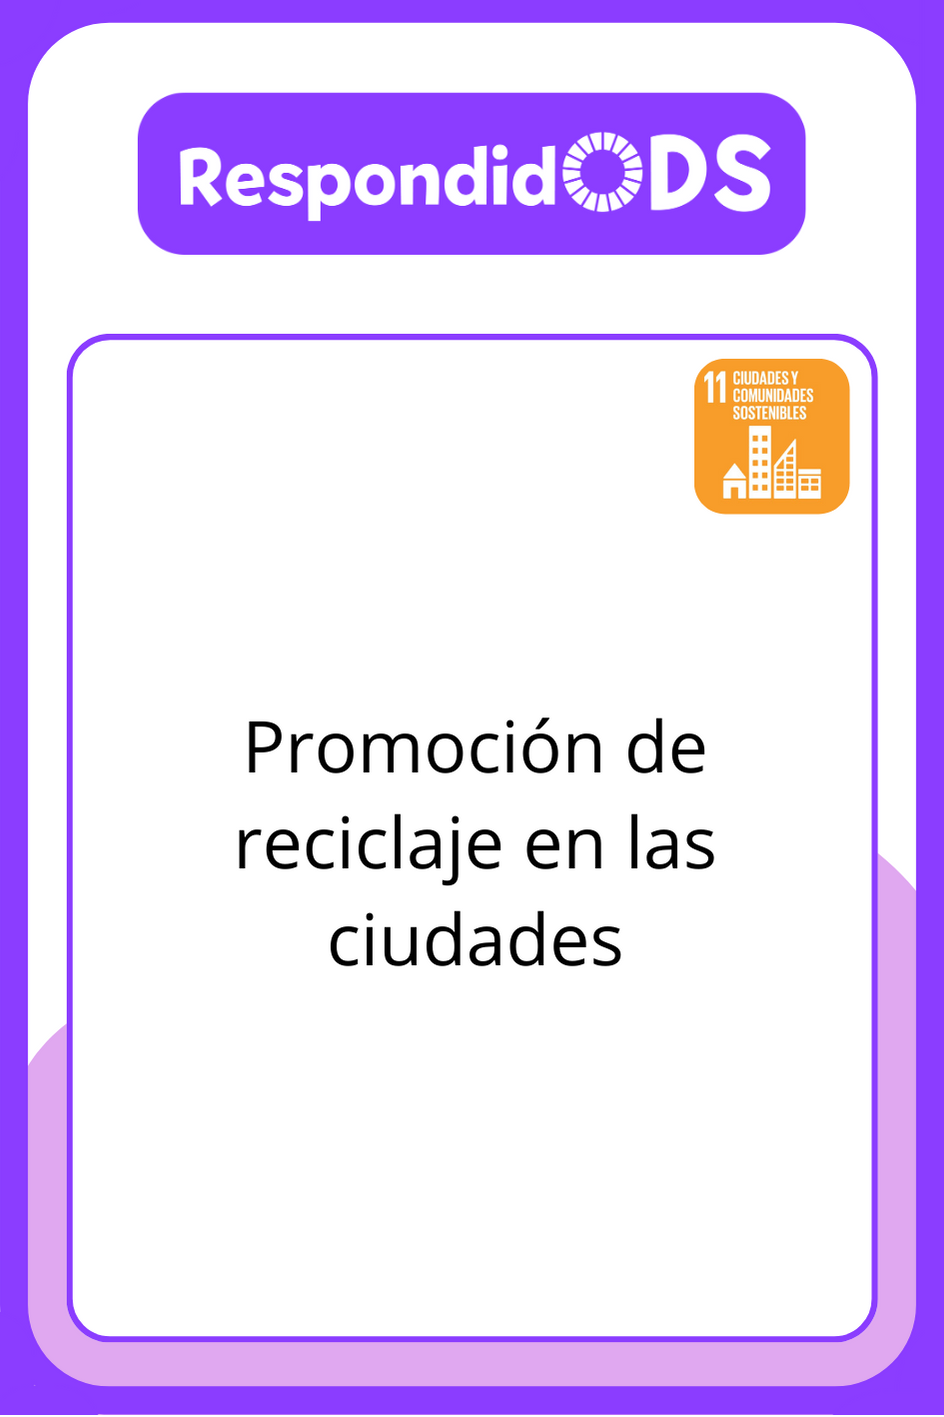 RespondidODS
11 CIUDADES Y
COMUNIDADES
SOSTENIBLES
Promoción de
reciclaje en las
ciudades